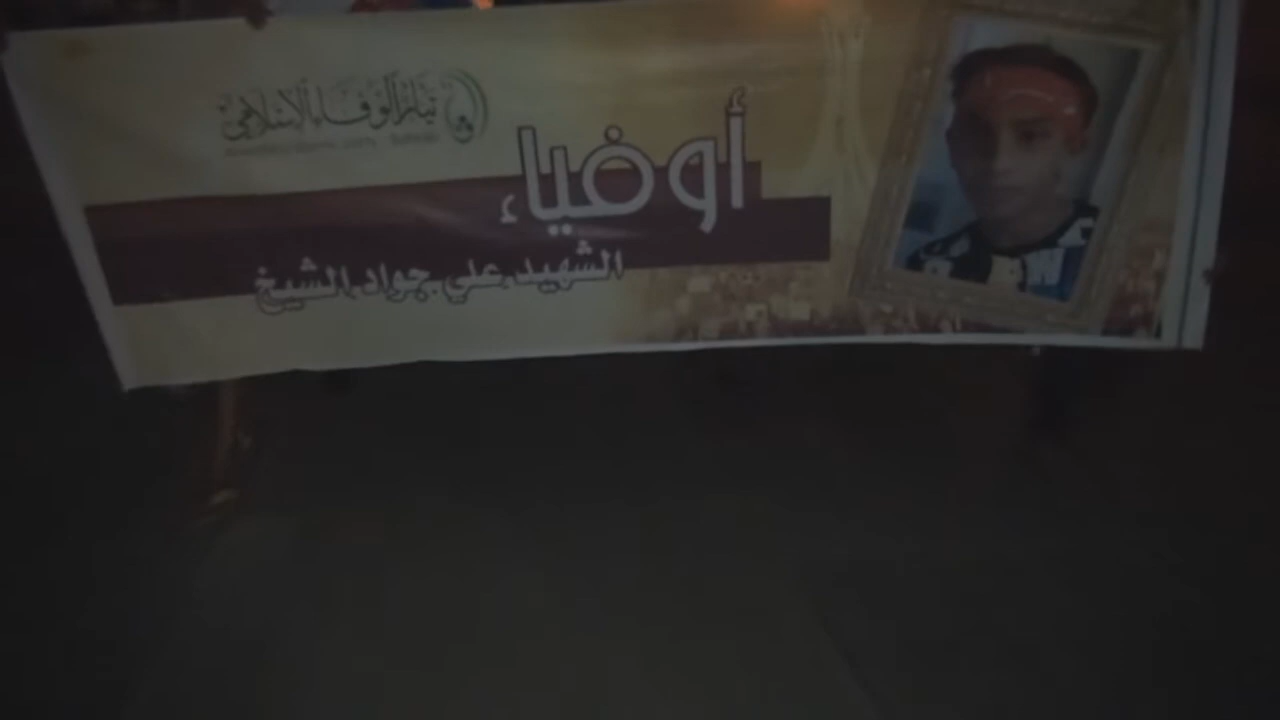 تيار الوفاء الإسلامي
أوفياء
الشهيد علي جواد الشيخ